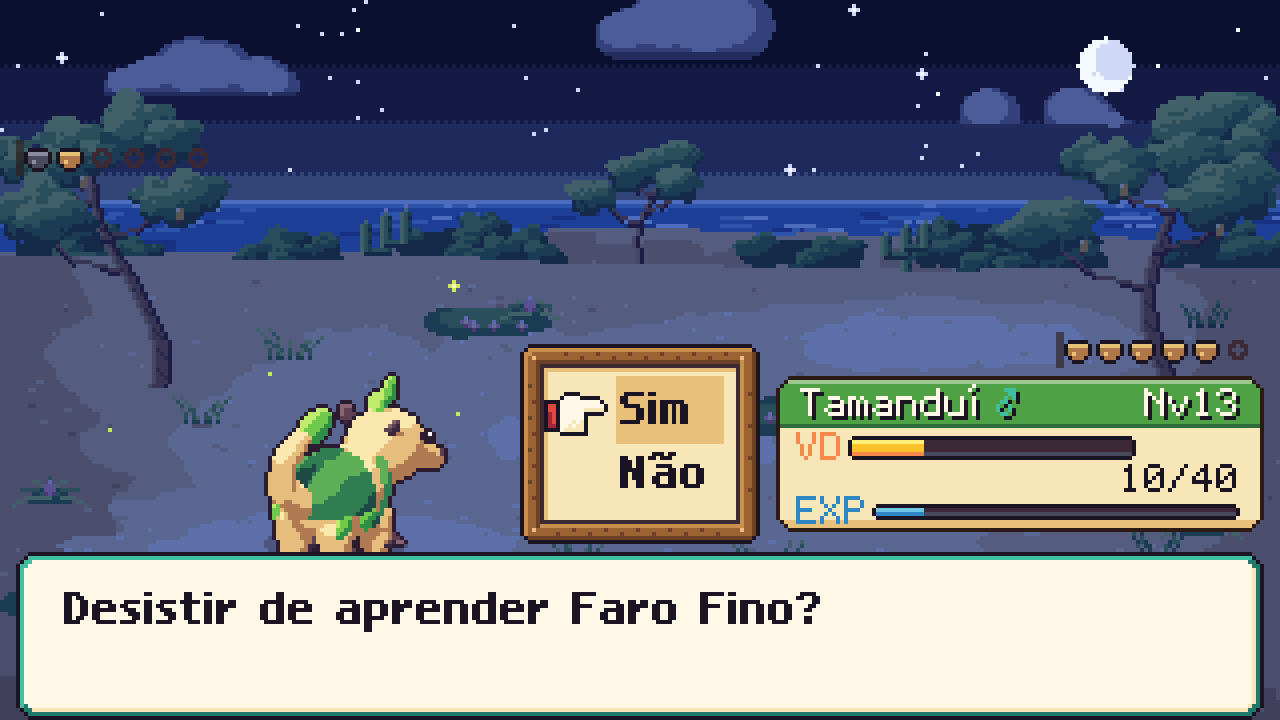 Sim
Não
Tamanduí ♂ Nv13
VD
10/40
EXP
Desistir de aprender Faro Fino?